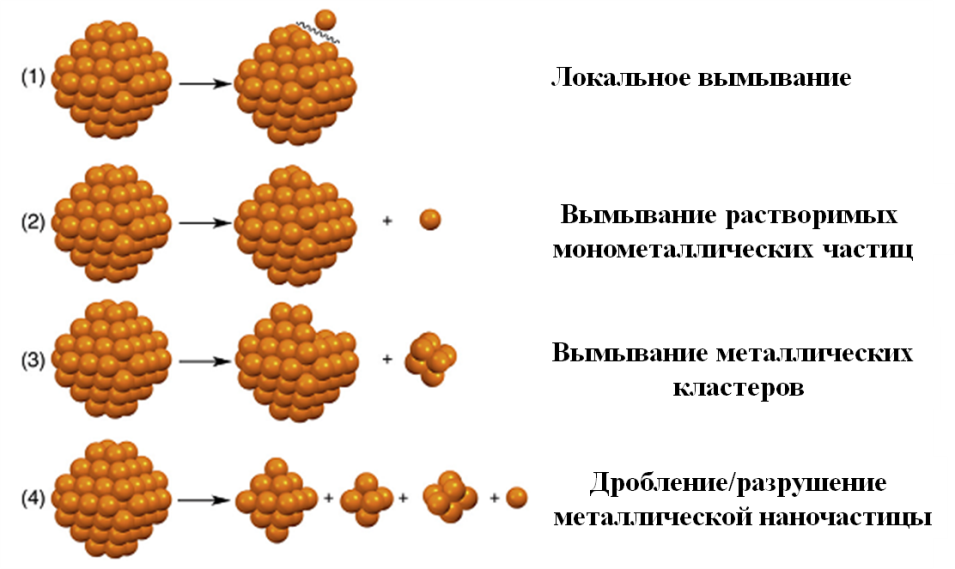 (1) Локальное вымывание
(2) + Вымывание растворимых
монометаллических частиц
(3) + Вымывание металлических
кластеров
(4) + + + Дробление/разрушение
металлической наночастицы